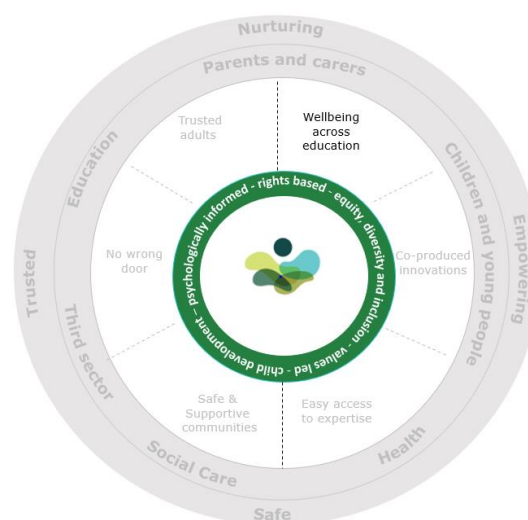 Nurturing
Parents and carers
Trusted
adults
Wellbeing
across
education
Education
Children and young people
psychologically informed - rights based - equity, diversity and inclusion - values led - child development -
No wrong
door
Co-produced
innovations
Trusted
Empowering
Third sector
Safe &
Supportive
communities
Easy access
to expertise
Social Care
Health
Safe